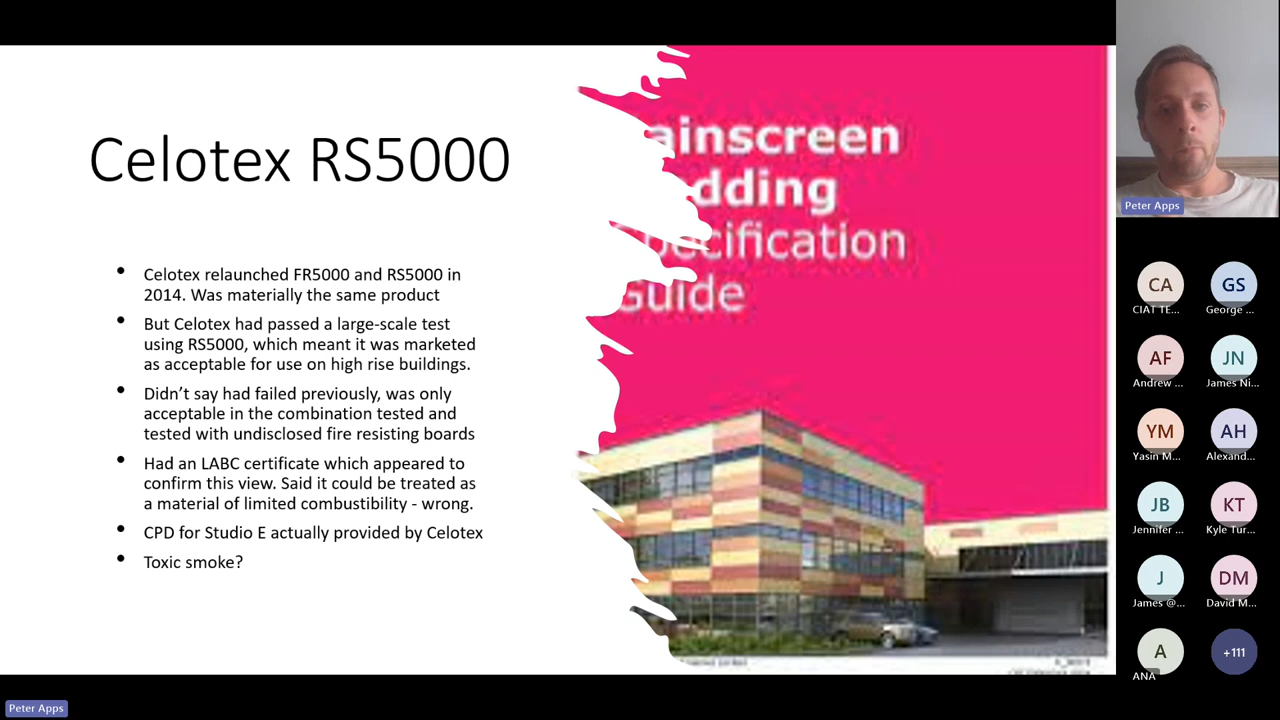 Celotex RS5000
• Celotex relaunched FR5000 and RS5000 in
2014. Was materially the same product
• But Celotex had passed a large-scale test
using RS5000, which meant it was marketed
as acceptable for use on high rise buildings.
• Didn’t say had failed previously, was only
acceptable in the combination tested and
tested with undisclosed fire resisting boards
• Had an LABC certificate which appeared to
confirm this view. Said it could be treated as
a material of limited combustibility - wrong.
• CPD for Studio E actually provided by Celotex
• Toxic smoke?
ainscreen
dding
pecification
Guide
Peter Apps
CA
CIAT TE...
GS
George ...
AF
Andrew ...
JN
James Ni...
YM
Yasin M...
AH
Alexand...
JB
Jennifer ...
KT
Kyle Tur...
J
James @...
DM
David M...
A
ANA
+111
Peter Apps